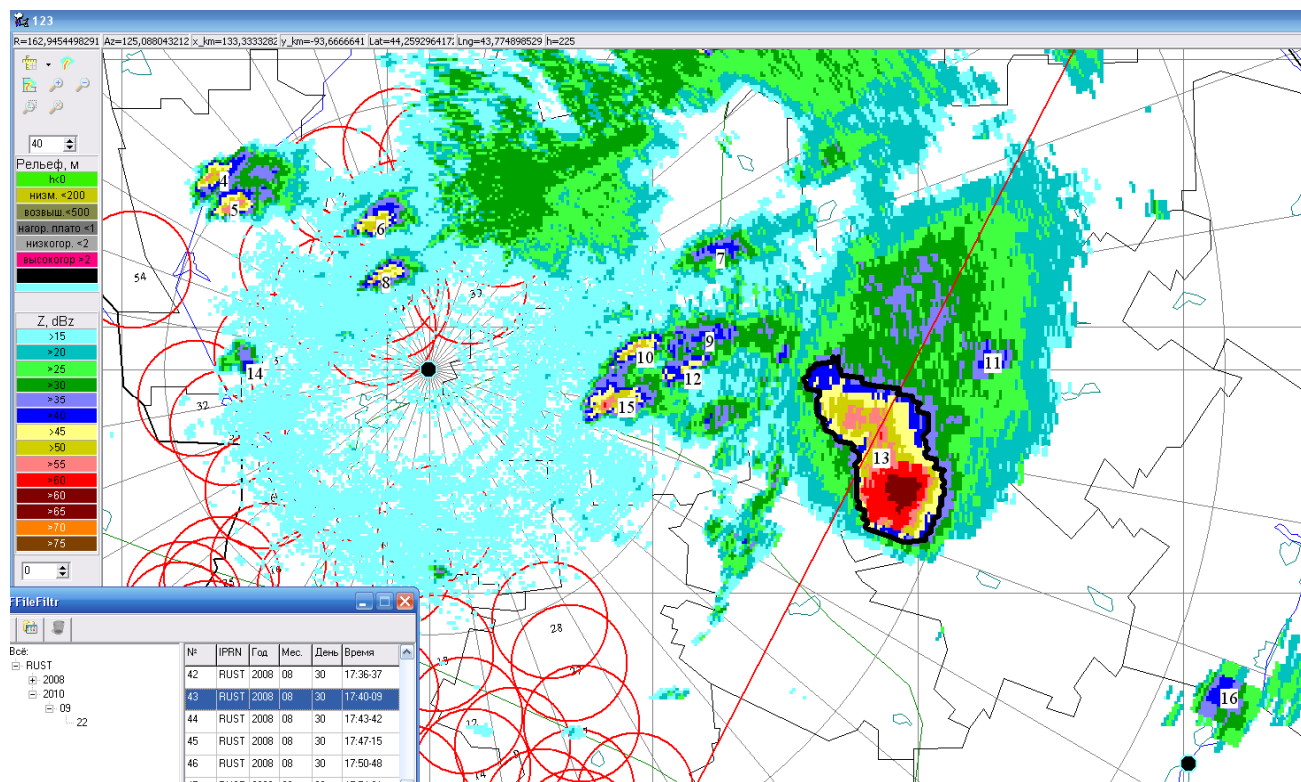 123
R=162,9454498291 Az=125,088043212 x_km=133,3333282 y_km=-93,6666641 Lat=44,259296417 Lng=43,774898529 h=225
40
Рельеф, м
h<0
низм. <200
возвыш.<500
нагор. плато <1
низкогор. <2
высокогор >2
Z, dBz
>15
>20
>25
>30
>35
>40
>45
>50
>55
>60
>60
>65
>70
>75
0
4
5
6
7
8
54
33
9
10
11
12
14
15
32
13
28
27
12
14
16
FFileFiltr
Всё:
RUST
2008
2010
09
22
№ IPRN Год Мес. День Время
42 RUST 2008 08 30 17:36-37
43 RUST 2008 08 30 17:40-09
44 RUST 2008 08 30 17:43-42
45 RUST 2008 08 30 17:47-15
46 RUST 2008 08 30 17:50-48